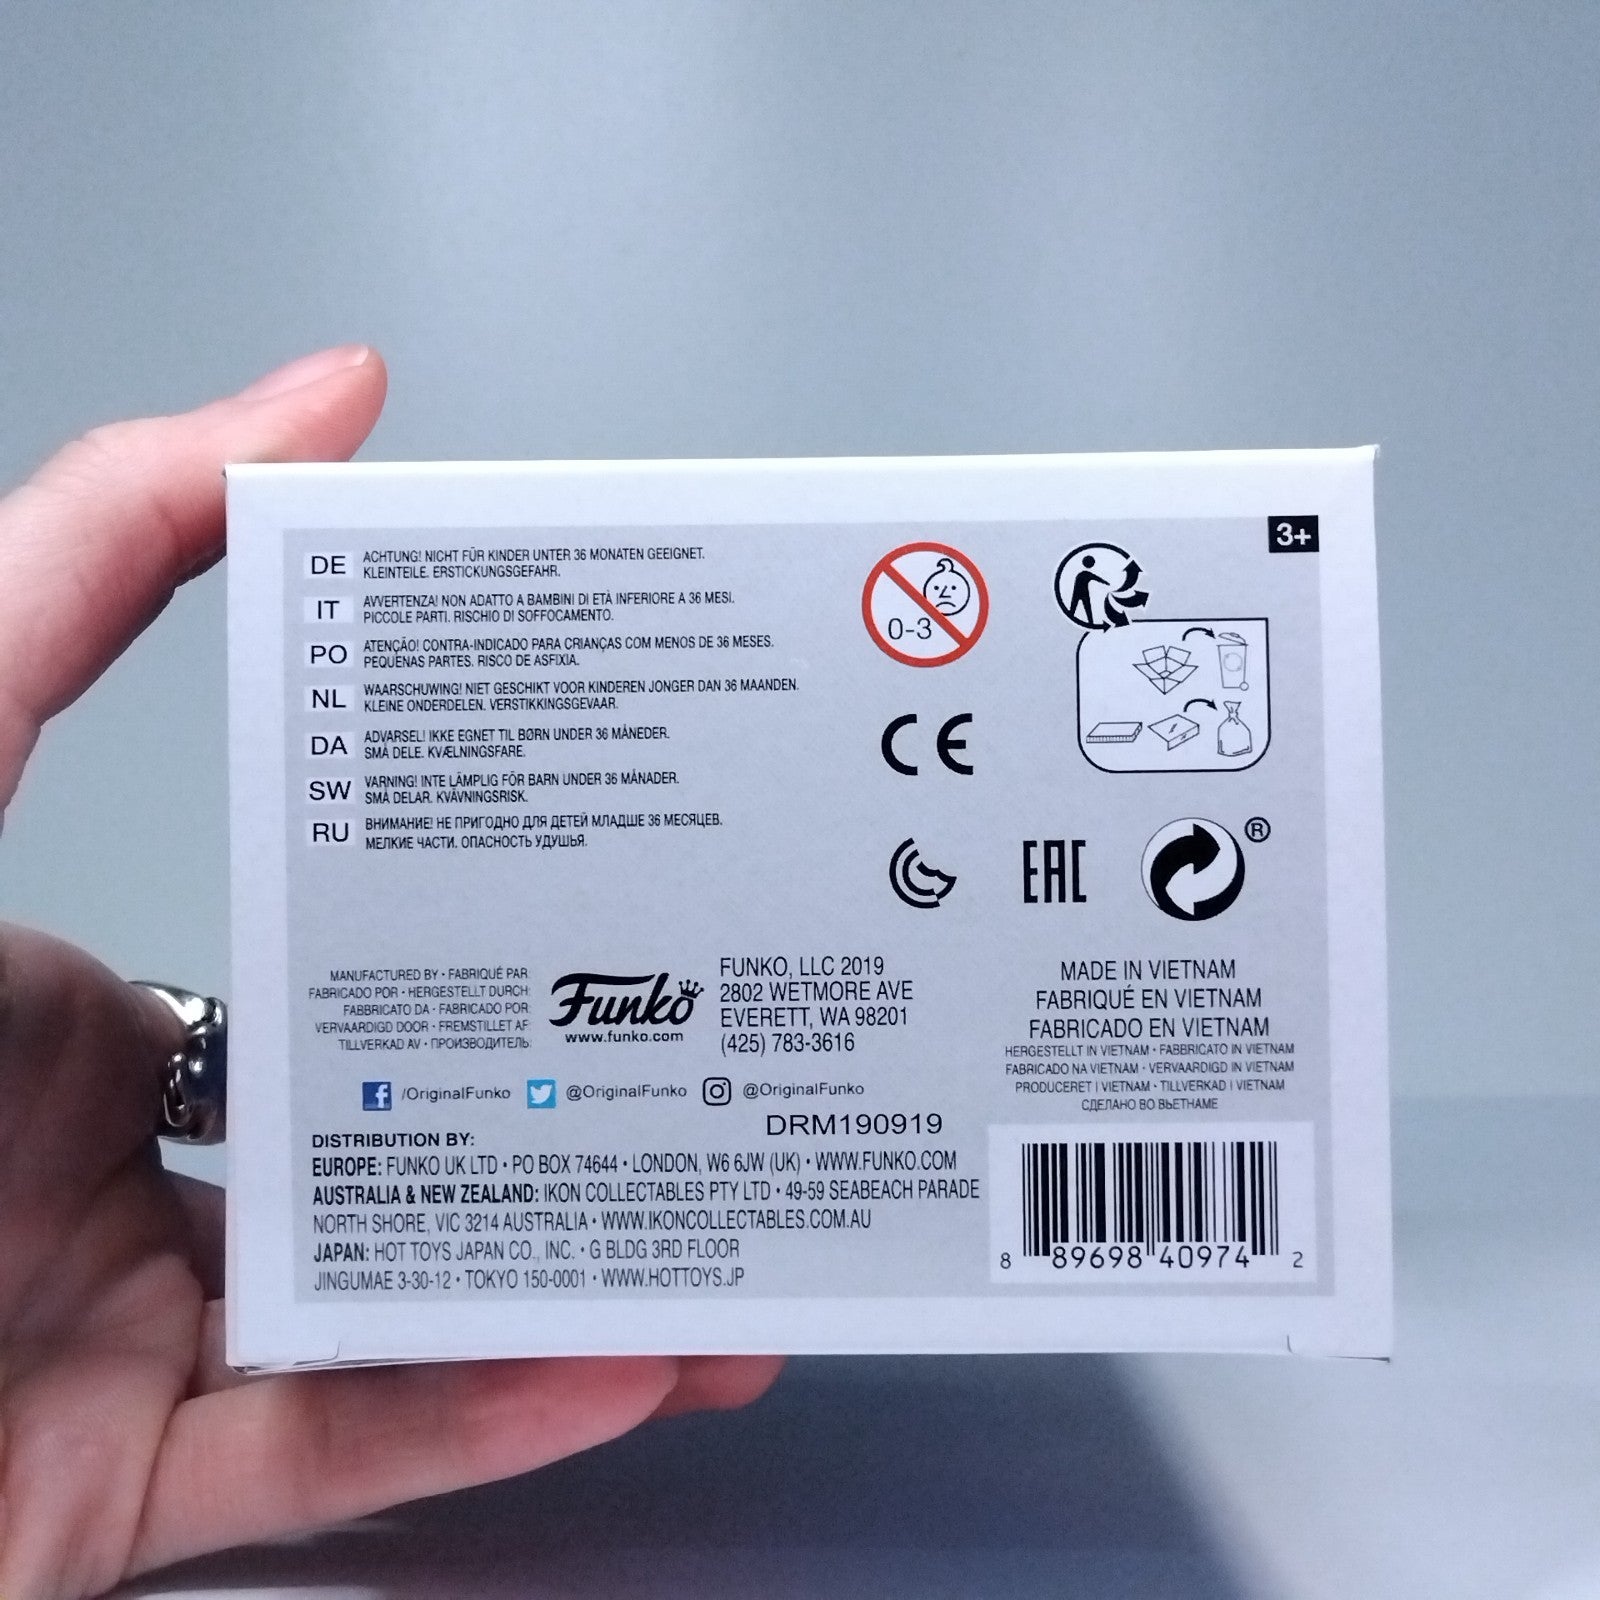 3+
DE ACHTUNG! NICHT FÜR KINDER UNTER 36 MONATEN GEEIGNET.
KLEINTEILE. ERSTICKUNGSGEFAHR.
IT AVVERTENZA! NON ADATTO A BAMBINI DI ETÀ INFERIORE A 36 MESI.
PICCOLE PARTI. RISCHIO DI SOFFOCAMENTO.
PO ATENÇÃO! CONTRA-INDICADO PARA CRIANÇAS COM MENOS DE 36 MESES.
PEQUENAS PARTES. RISCO DE ASFIXIA.
NL WAARSCHUWING! NIET GESCHIKT VOOR KINDEREN JONGER DAN 36 MAANDEN.
KLEINE ONDERDELEN. VERSTIKKINGSGEVAAR.
DA ADVARSEL! IKKE EGNET TIL BØRN UNDER 36 MÅNEDER.
SMÅ DELE. KVÆLNINGSFARE.
SW VARNING! INTE LÄMPLIG FÖR BARN UNDER 36 MÅNADER.
SMÅ DELAR. KVÄVNINGSRISK.
RU ВНИМАНИЕ! НЕ ПРИГОДНО ДЛЯ ДЕТЕЙ МЛАДШЕ 36 МЕСЯЦЕВ.
МЕЛКИЕ ЧАСТИ. ОПАСНОСТЬ УДУШЬЯ.
0-3
CE
EAC
®
MANUFACTURED BY • FABRIQUÉ PAR:
FABRICADO POR • HERGESTELLT DURCH:
FABBRICATO DA • FABRICADO POR:
VERVAARDIGD DOOR • FREMSTILLET AF:
TILLVERKAD AV • ПРОИЗВОДИТЕЛЬ:
Funko
www.funko.com
FUNKO, LLC 2019
2802 WETMORE AVE
EVERETT, WA 98201
(425) 783-3616
MADE IN VIETNAM
FABRIQUÉ EN VIETNAM
FABRICADO EN VIETNAM
HERGESTELLT IN VIETNAM • FABBRICATO IN VIETNAM
FABRICADO NA VIETNAM • VERVAARDIGD IN VIETNAM
PRODUCERET I VIETNAM • TILLVERKAD I VIETNAM
СДЕЛАНО ВО ВЬЕТНАМЕ
/OriginalFunko @OriginalFunko @OriginalFunko
DRM190919
DISTRIBUTION BY:
EUROPE: FUNKO UK LTD • PO BOX 74644 • LONDON, W6 6JW (UK) • WWW.FUNKO.COM
AUSTRALIA & NEW ZEALAND: IKON COLLECTABLES PTY LTD • 49-59 SEABEACH PARADE
NORTH SHORE, VIC 3214 AUSTRALIA • WWW.IKONCOLLECTABLES.COM.AU
JAPAN: HOT TOYS JAPAN CO., INC. • G BLDG 3RD FLOOR
JINGUMAE 3-30-12 • TOKYO 150-0001 • WWW.HOTTOYS.JP
8 89698 40974 2